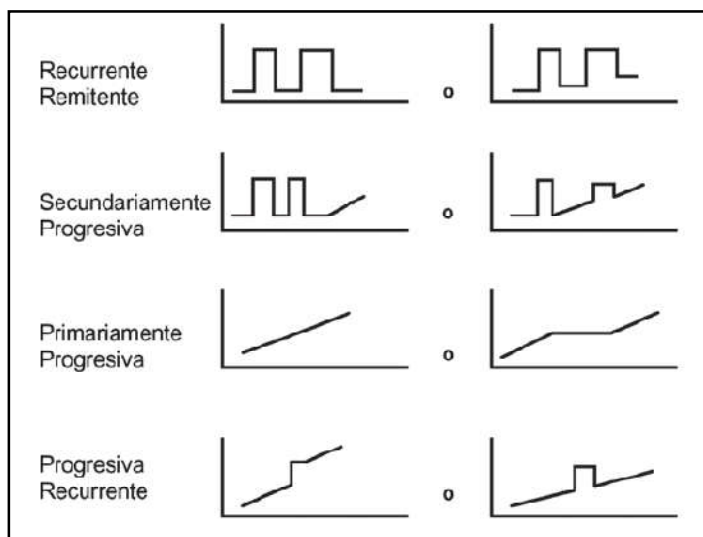 Recurrente
Remitente
o
Secundariamente
Progresiva
o
Primariamente
Progresiva
o
Progresiva
Recurrente
o